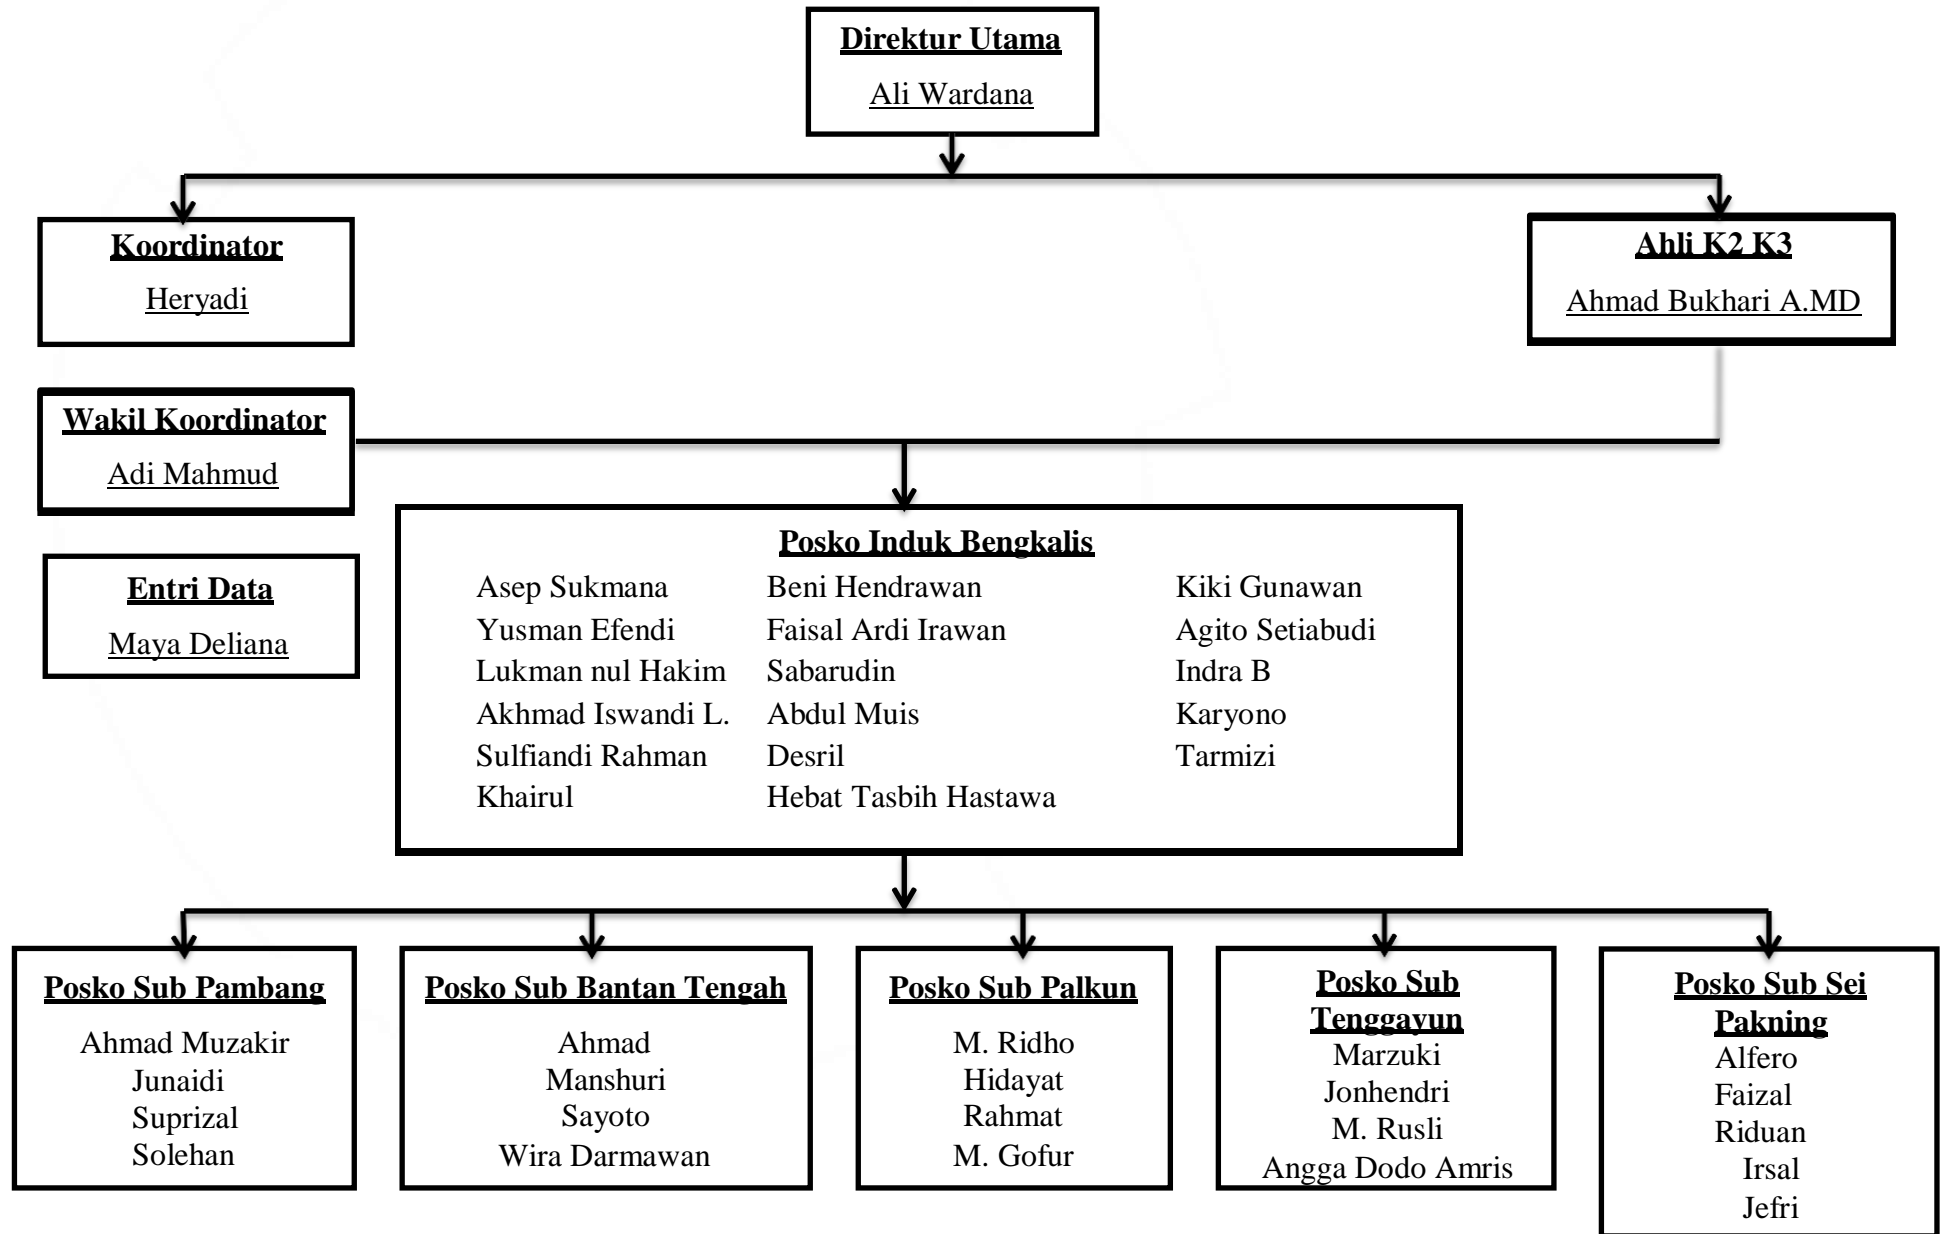 Direktur Utama
Ali Wardana
Koordinator
Heryadi
Ahli K2 K3
Ahmad Bukhari A.MD
Wakil Koordinator
Adi Mahmud
Entri Data
Maya Deliana
Posko Induk Bengkalis
Asep Sukmana Beni Hendrawan Kiki Gunawan
Yusman Efendi Faisal Ardi Irawan Agito Setiabudi
Lukman nul Hakim Sabarudin Indra B
Akhmad Iswandi L. Abdul Muis Karyono
Sulfiandi Rahman Desril Tarmizi
Khairul Hebat Tasbih Hastawa
Posko Sub Pambang
Ahmad Muzakir
Junaidi
Suprizal
Solehan
Posko Sub Bantan Tengah
Ahmad
Manshuri
Sayoto
Wira Darmawan
Posko Sub Palkun
M. Ridho
Hidayat
Rahmat
M. Gofur
Posko Sub
Tenggayun
Marzuki
Jonhendri
M. Rusli
Angga Dodo Amris
Posko Sub Sei
Pakning
Alfero
Faizal
Riduan
Irsal
Jefri